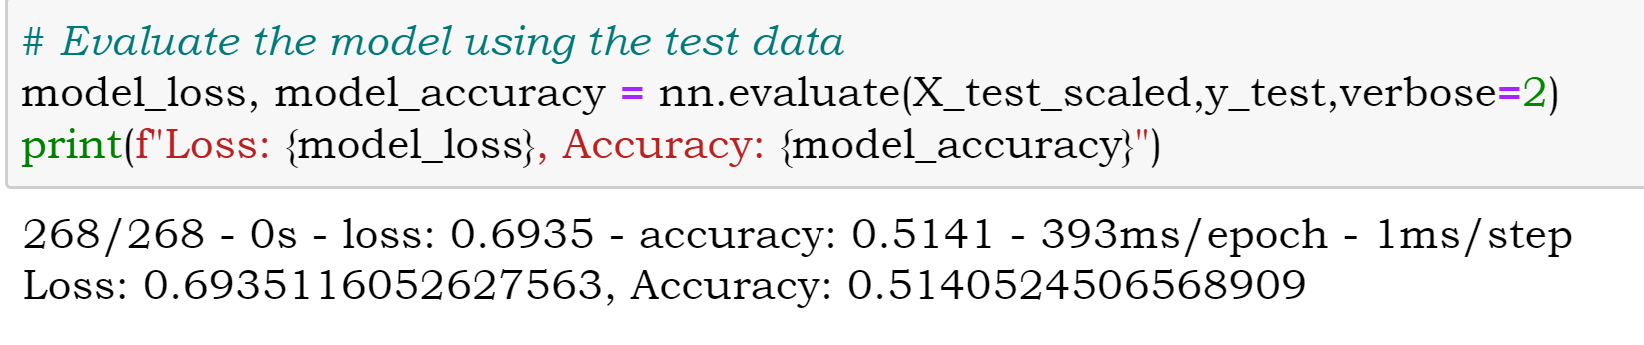 # Evaluate the model using the test data
model_loss, model_accuracy = nn.evaluate(X_test_scaled,y_test,verbose=2)
print(f"Loss: {model_loss}, Accuracy: {model_accuracy}")
268/268 - 0s - loss: 0.6935 - accuracy: 0.5141 - 393ms/epoch - 1ms/step
Loss: 0.6935116052627563, Accuracy: 0.5140524506568909